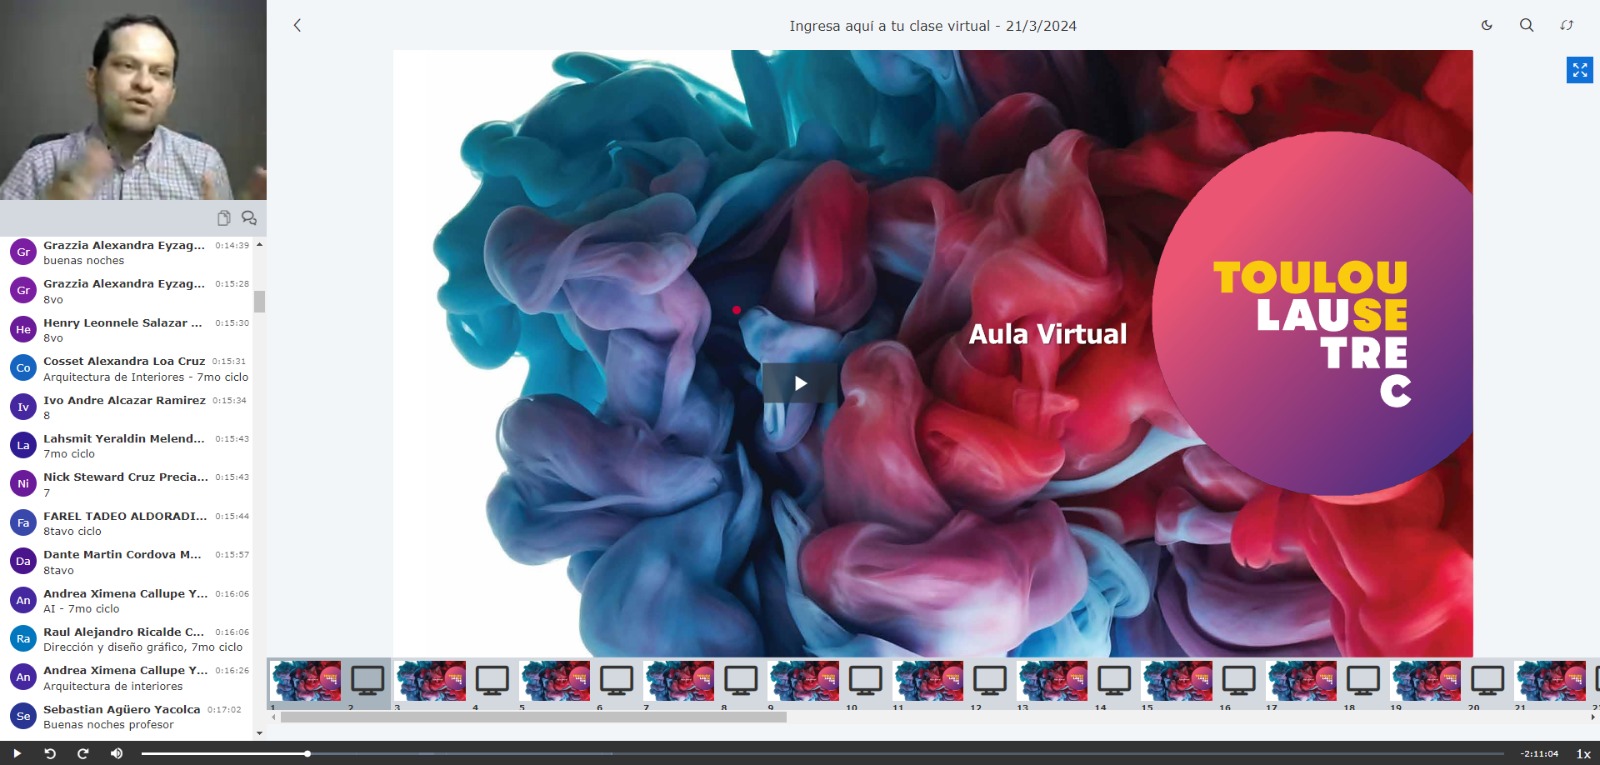 Ingresa aquí a tu clase virtual - 21/3/2024
Gr
Grazzia Alexandra Eyzag... 0:14:39
buenas noches
Gr
Grazzia Alexandra Eyzag... 0:15:28
8vo
He
Henry Leonnele Salazar ... 0:15:30
8vo
Co
Cosset Alexandra Loa Cruz 0:15:31
Arquitectura de Interiores - 7mo ciclo
Iv
Ivo Andre Alcazar Ramirez 0:15:34
8
La
Lahsmit Yeraldin Melend... 0:15:43
7mo ciclo
Ni
Nick Steward Cruz Precia... 0:15:43
7
Fa
FAREL TADEO ALDORADI... 0:15:44
8tavo ciclo
Da
Dante Martin Cordova M... 0:15:57
8tavo
An
Andrea Ximena Callupe Y... 0:16:06
AI - 7mo ciclo
Ra
Raul Alejandro Ricalde C... 0:16:06
Dirección y diseño gráfico, 7mo ciclo
An
Andrea Ximena Callupe Y... 0:16:26
Arquitectura de interiores
Se
Sebastian Agüero Yacolca 0:17:02
Buenas noches profesor
Aula Virtual
TOULOU
LAUSE
TRE
C
1 2 3 4 5 6 7 8 9 10 11 12 13 14 15 16 17 18 19 20 21
-2:11:04 1x